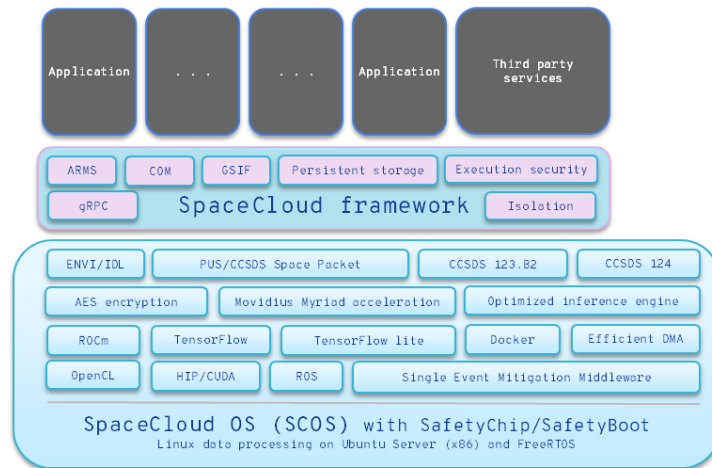 Application
. . .
. . .
Application
Third party
services
ARMS
COM
GSIF
Persistent storage
Execution security
gRPC
SpaceCloud framework
Isolation
ENVI/IDL
PUS/CCSDS Space Packet
CCSDS 123.B2
CCSDS 124
AES encryption
Movidius Myriad acceleration
Optimized inference engine
ROCm
TensorFlow
TensorFlow lite
Docker
Efficient DMA
OpenCL
HIP/CUDA
ROS
Single Event Mitigation Middleware
SpaceCloud OS (SCOS) with SafetyChip/SafetyBoot
Linux data processing on Ubuntu Server (x86) and FreeRTOS